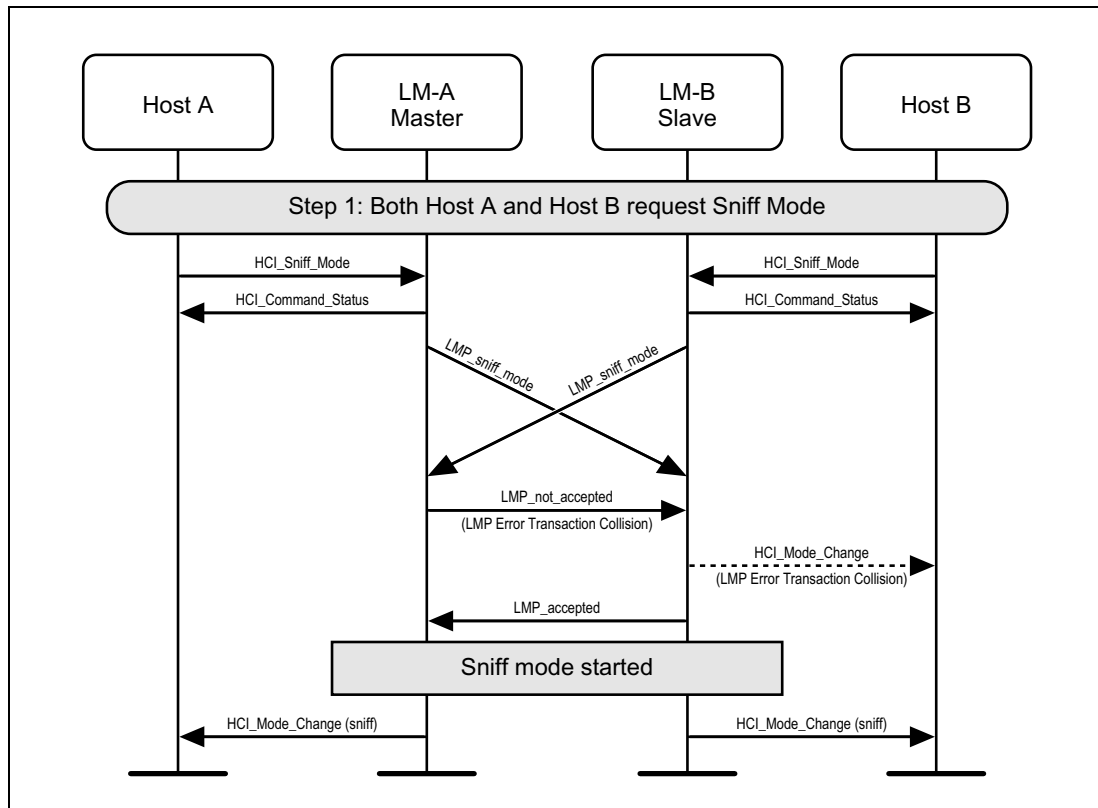 Host A
LM-A
Master
LM-B
Slave
Host B
Step 1: Both Host A and Host B request Sniff Mode
HCI_Sniff_Mode
HCI_Sniff_Mode
HCI_Command_Status
HCI_Command_Status
LMP_sniff_mode
LMP_sniff_mode
LMP_not_accepted
(LMP Error Transaction Collision)
HCI_Mode_Change
(LMP Error Transaction Collision)
LMP_accepted
Sniff mode started
HCI_Mode_Change (sniff)
HCI_Mode_Change (sniff)